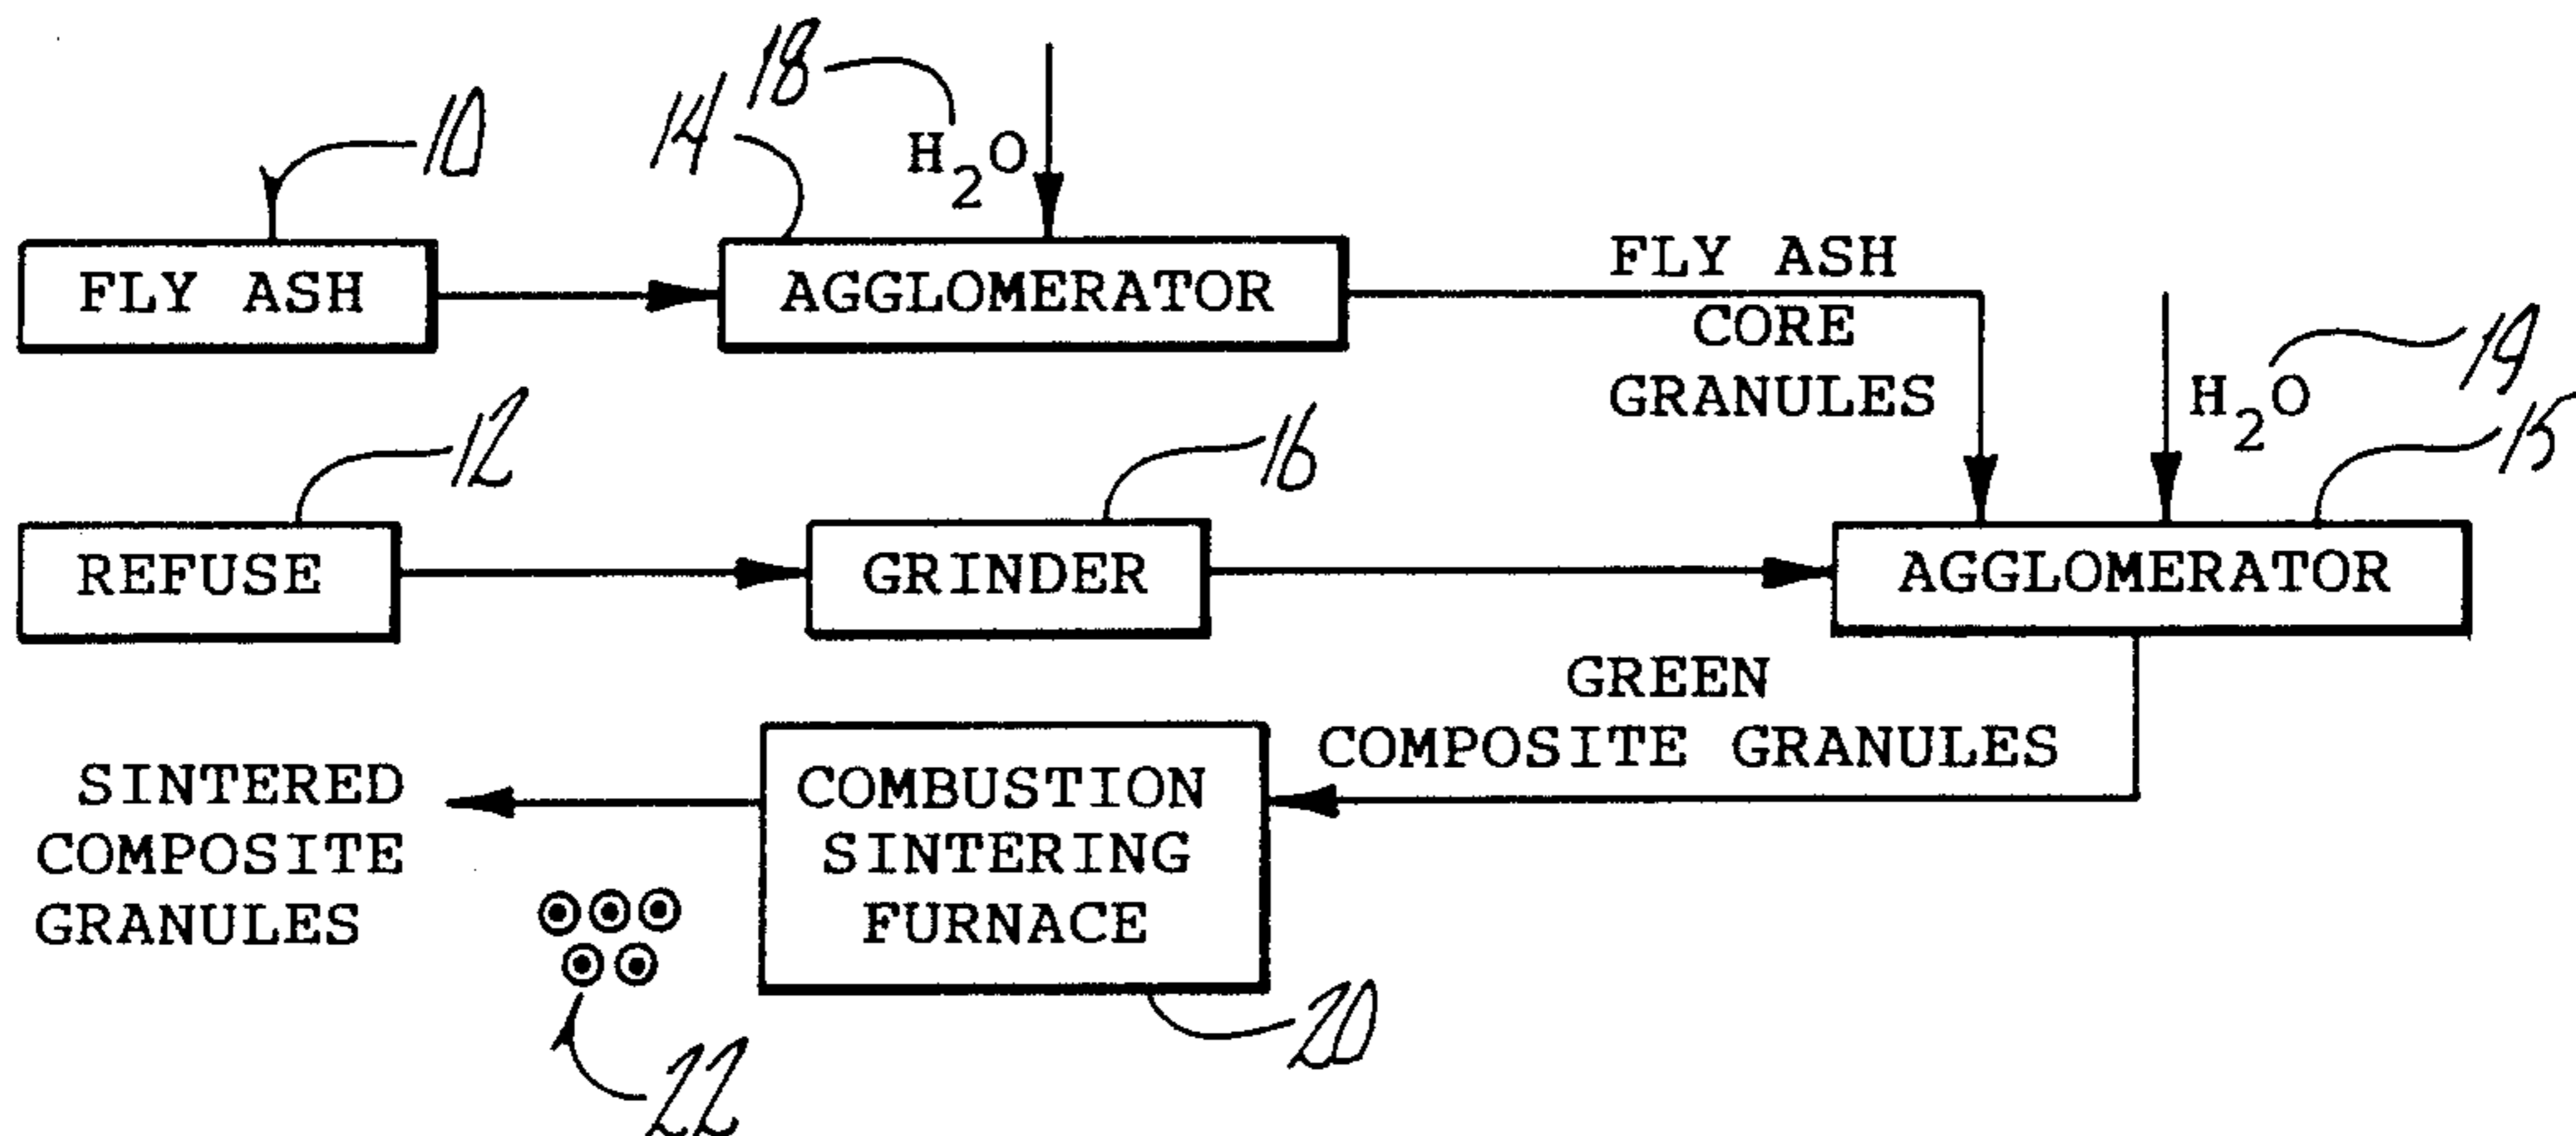 18
10
14
H2O
FLY ASH
AGGLOMERATOR
FLY ASH
CORE
GRANULES
H2O
19
15
12
16
REFUSE
GRINDER
AGGLOMERATOR
GREEN
COMPOSITE GRANULES
SINTERED
COMPOSITE
GRANULES
COMBUSTION
SINTERING
FURNACE
20
22